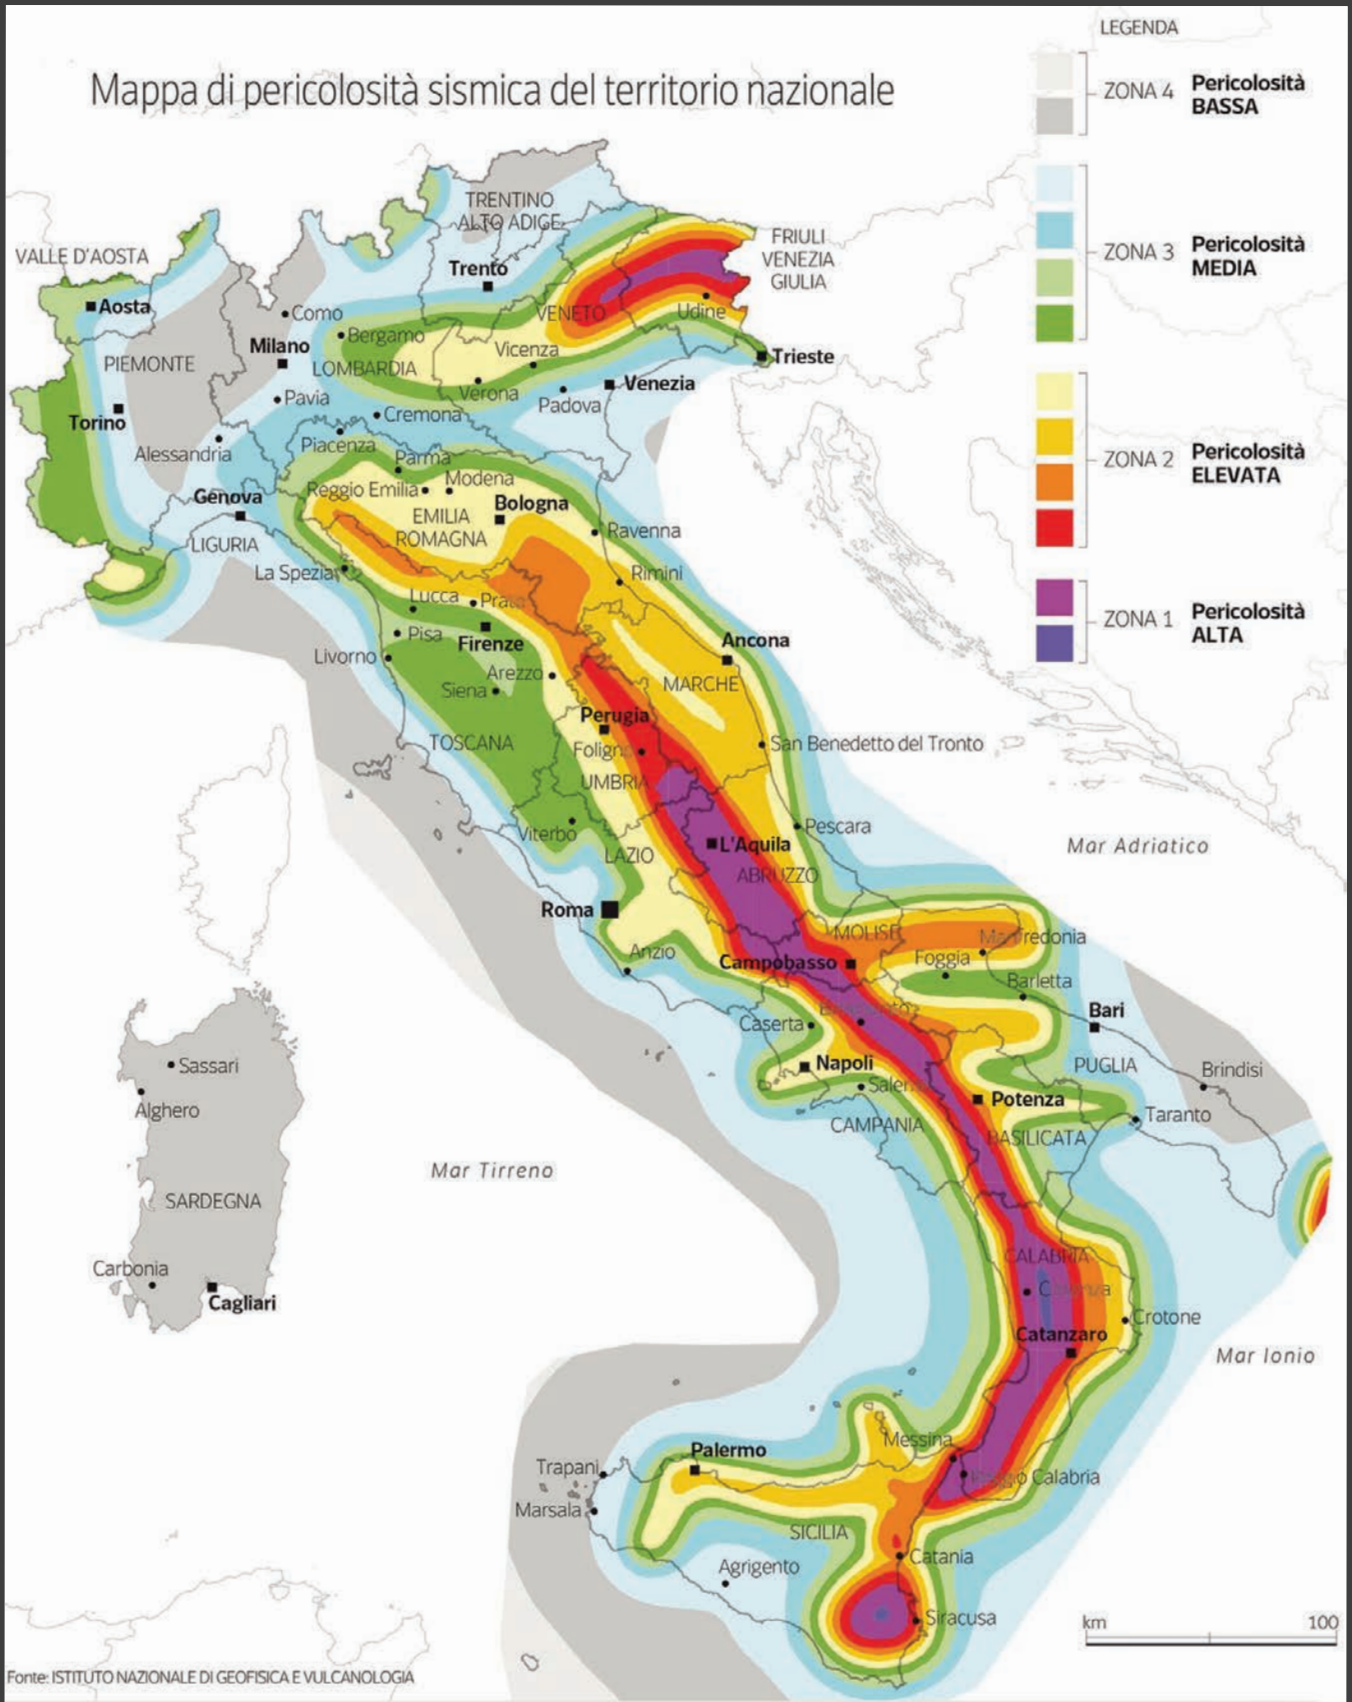 LEGENDA
Mappa di pericolosità sismica del territorio nazionale
ZONA 4
Pericolosità
BASSA
ZONA 3
Pericolosità
MEDIA
ZONA 2
Pericolosità
ELEVATA
ZONA 1
Pericolosità
ALTA
TRENTINO
ALTO ADIGE
VALLE D'AOSTA
FRIULI
VENEZIA
GIULIA
Trento
Aosta
Como
VENETO
Udine
Bergamo
Milano
Vicenza
Trieste
PIEMONTE
LOMBARDIA
Verona
Venezia
Pavia
Padova
Torino
Cremona
Alessandria
Piacenza
Parma
Modena
Reggio Emilia
Genova
Bologna
EMILIA
ROMAGNA
Ravenna
LIGURIA
La Spezia
Rimini
Lucca
Prato
Pisa
Firenze
Ancona
Livorno
Arezzo
MARCHE
Siena
Perugia
TOSCANA
Foligno
San Benedetto del Tronto
UMBRIA
Viterbo
Pescara
L'Aquila
LAZIO
ABRUZZO
Mar Adriatico
Roma
MOLISE
Manfredonia
Anzio
Campobasso
Foggia
Barletta
Benevento
Bari
Caserta
Napoli
PUGLIA
Brindisi
Salerno
Potenza
Taranto
CAMPANIA
BASILICATA
Sassari
Alghero
Mar Tirreno
SARDEGNA
CALABRIA
Carbonia
Cosenza
Cagliari
Crotone
Catanzaro
Mar Ionio
Messina
Palermo
Trapani
Reggio Calabria
Marsala
SICILIA
Catania
Agrigento
Siracusa
km 100
Fonte: ISTITUTO NAZIONALE DI GEOFISICA E VULCANOLOGIA